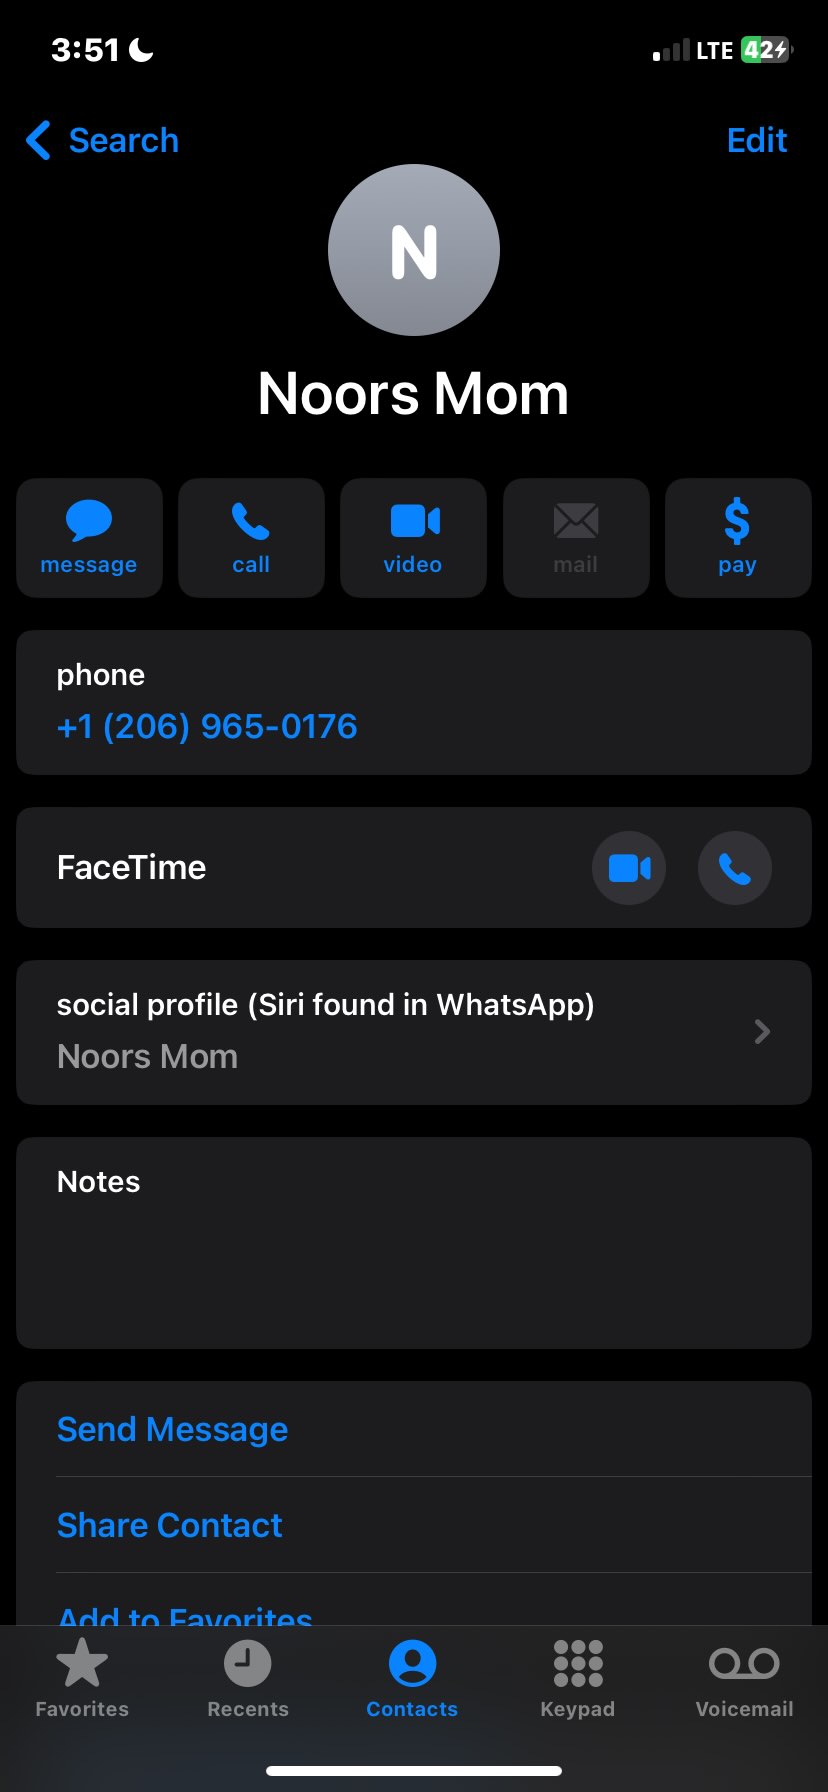 3:51 LTE 42
Search Edit
N
Noors Mom
message call video mail pay
phone
+1 (206) 965-0176
FaceTime
social profile (Siri found in WhatsApp)
Noors Mom
Notes
Send Message
Share Contact
Add to Favorites
Favorites Recents Contacts Keypad Voicemail